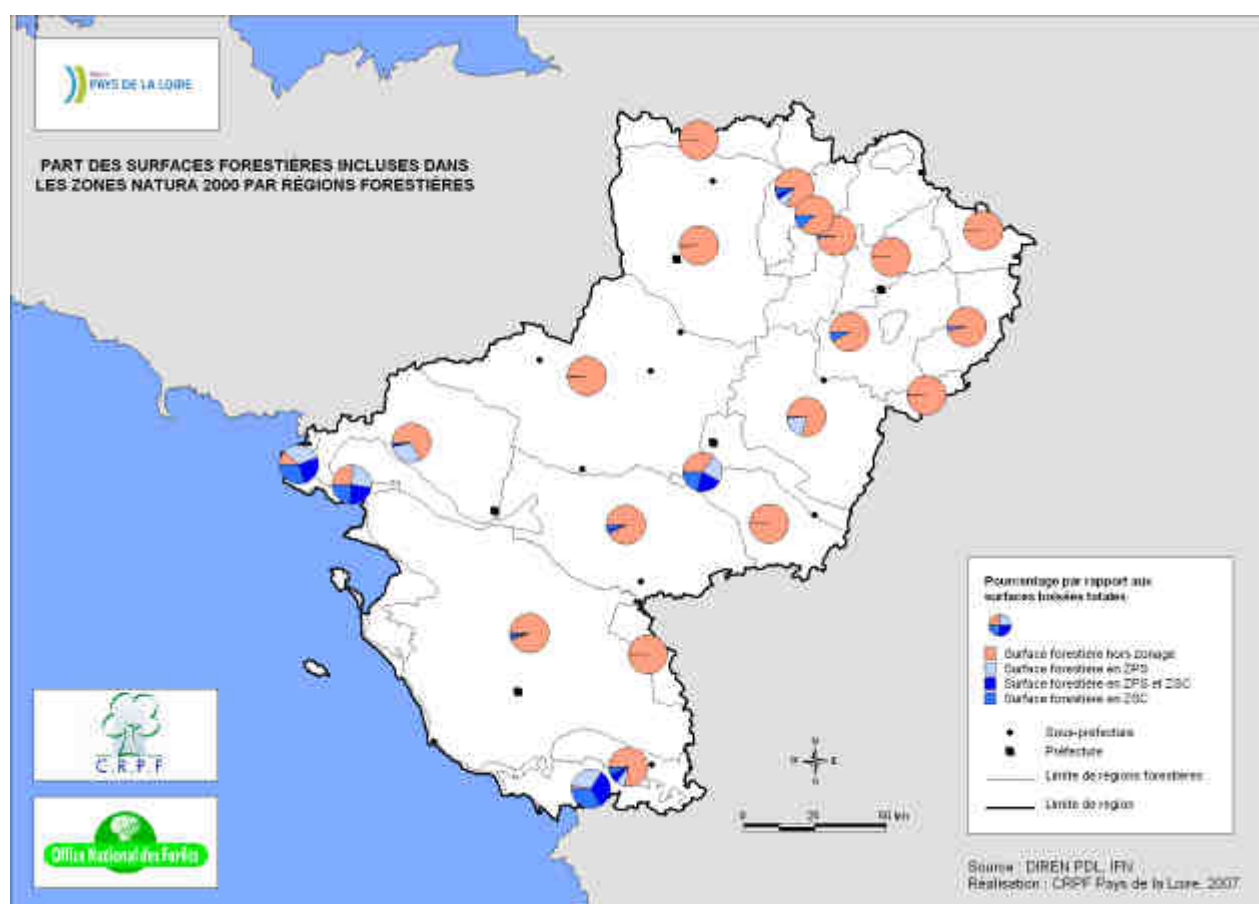 PAYS DE LA LOIRE
PART DES SURFACES FORESTIÈRES INCLUSES DANS
LES ZONES NATURA 2000 PAR RÉGIONS FORESTIÈRES
Pourcentage par rapport aux
surfaces boisées totales
Surface forestière hors zonage
Surface forestière en ZPS
Surface forestière en ZPS et ZSC
Surface forestière en ZSC
Sous-préfecture
Préfecture
Limite de régions forestières
Limite de région
C.R.P.F
Office National des Forêts
N
E
S
0
Source : DIREN PDL, IFN
Réalisation : CRPF Pays de la Loire, 2007